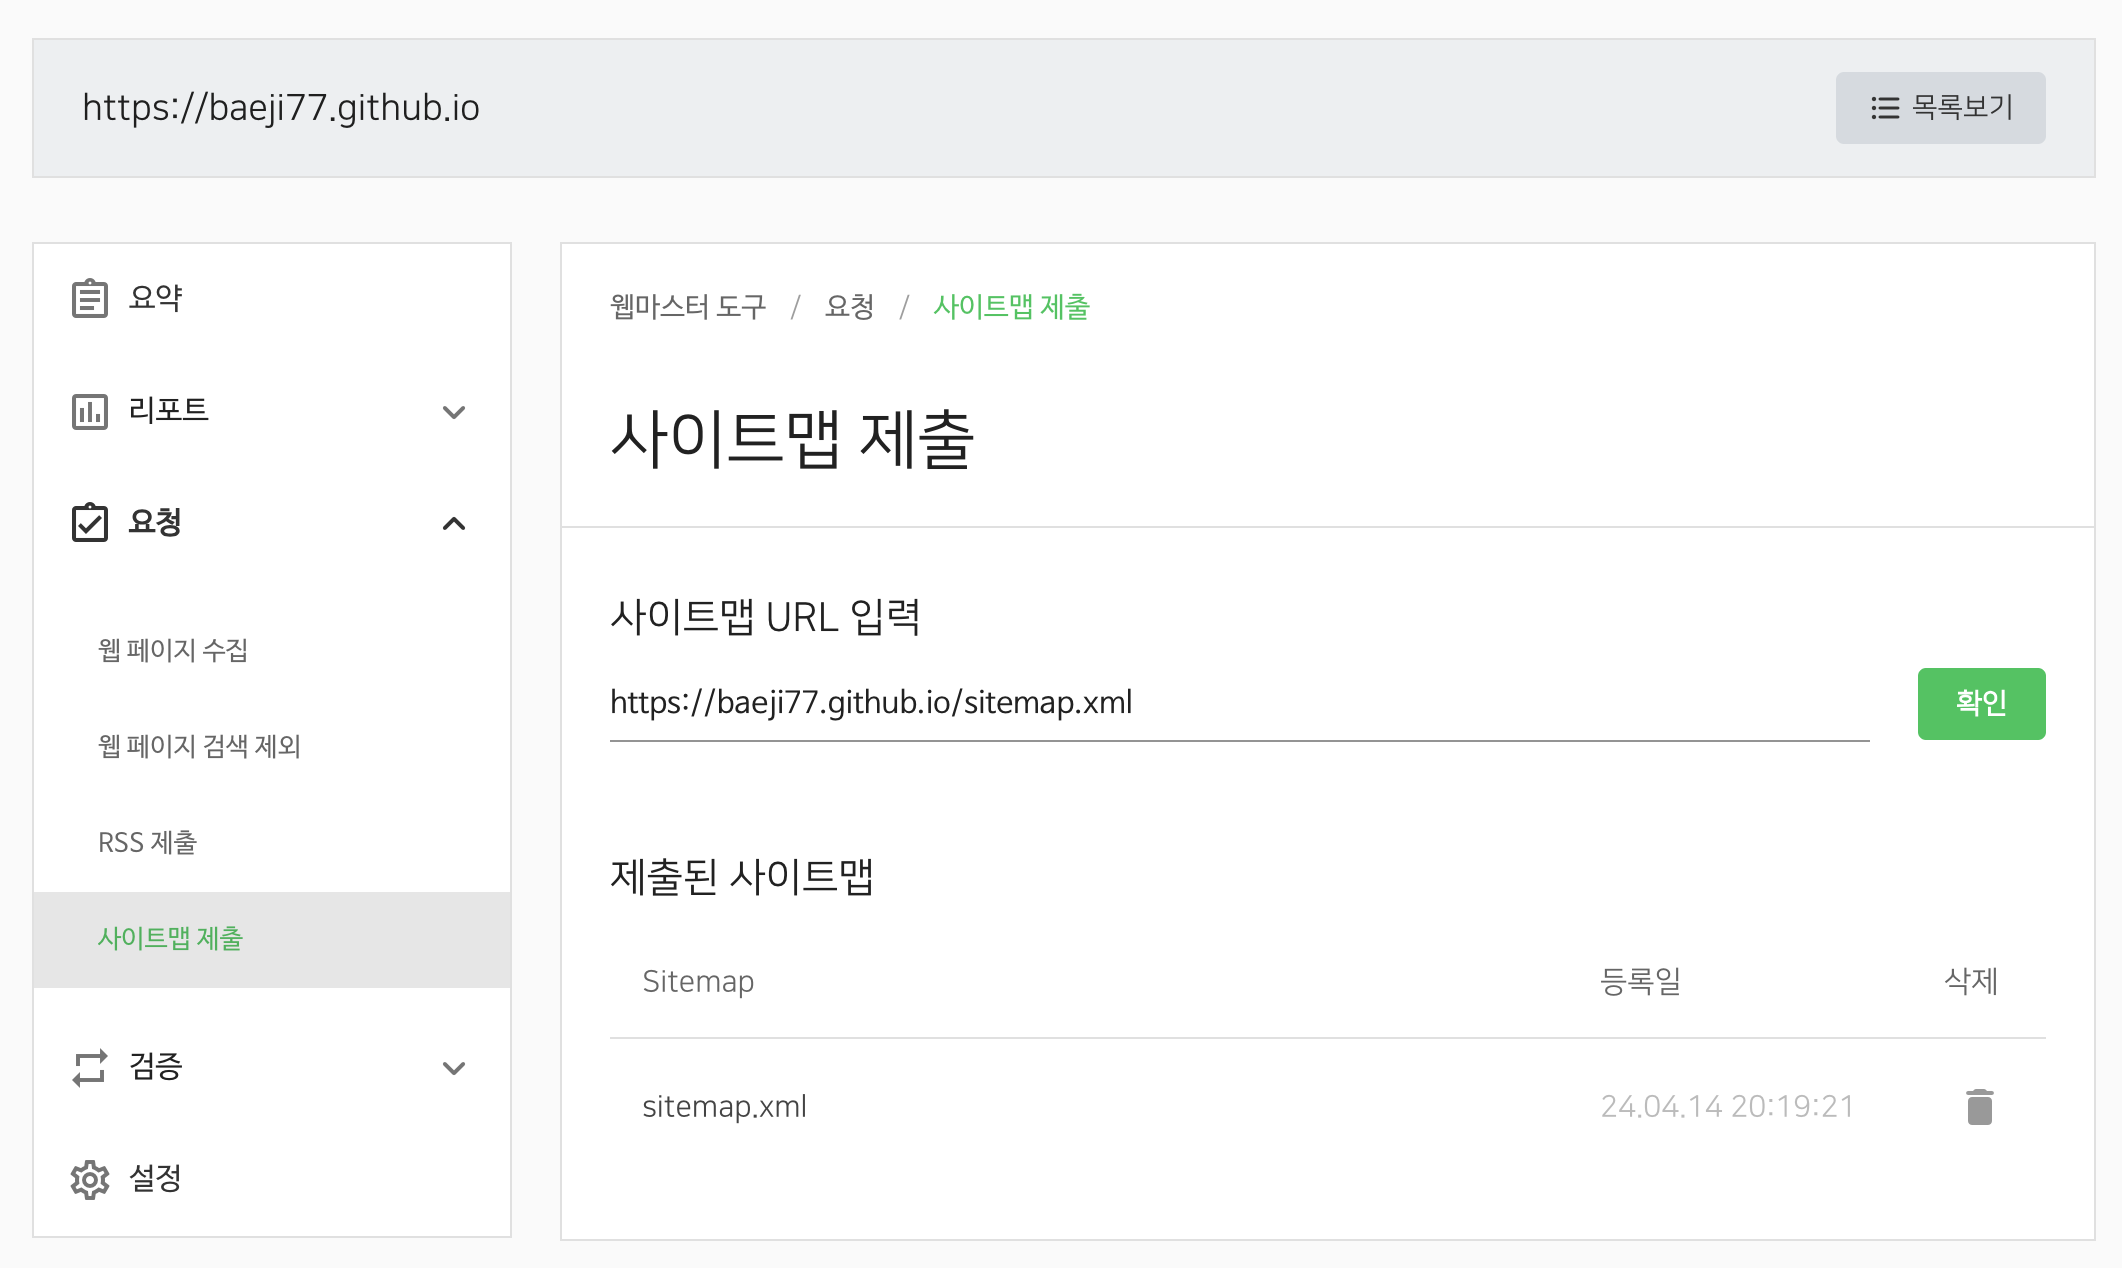 https://baeji77.github.io
목록보기
요약
리포트
요청
웹 페이지 수집
웹 페이지 검색 제외
RSS 제출
사이트맵 제출
검증
설정
웹마스터 도구 / 요청 / 사이트맵 제출
사이트맵 제출
사이트맵 URL 입력
https://baeji77.github.io/sitemap.xml
확인
제출된 사이트맵
Sitemap 등록일 삭제
sitemap.xml 24.04.14 20:19:21